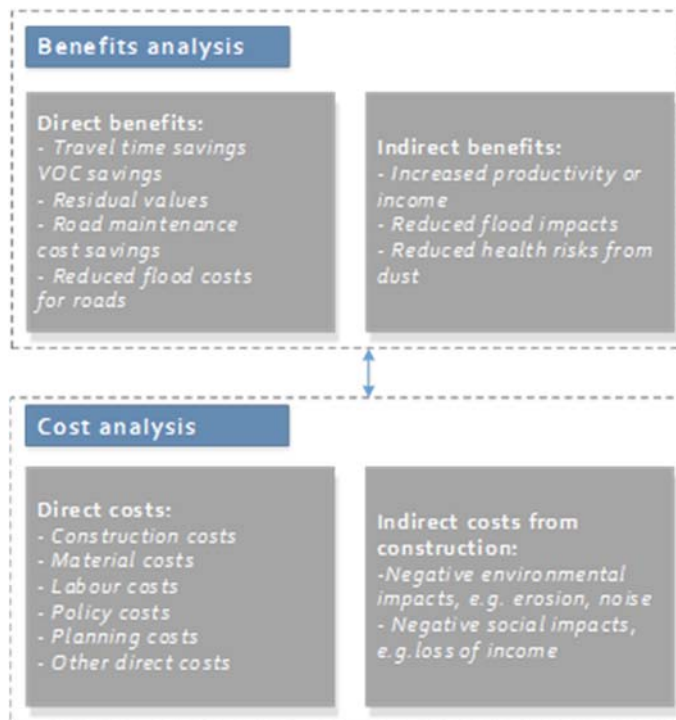 Benefits analysis
Direct benefits:
- Travel time savings
VOC savings
- Residual values
- Road maintenance
cost savings
- Reduced flood costs
for roads
Indirect benefits:
- Increased productivity or
income
- Reduced flood impacts
- Reduced health risks from
dust
Cost analysis
Direct costs:
- Construction costs
- Material costs
- Labour costs
- Policy costs
- Planning costs
- Other direct costs
Indirect costs from
construction:
-Negative environmental
impacts, e.g. erosion, noise
- Negative social impacts,
e.g.loss of income